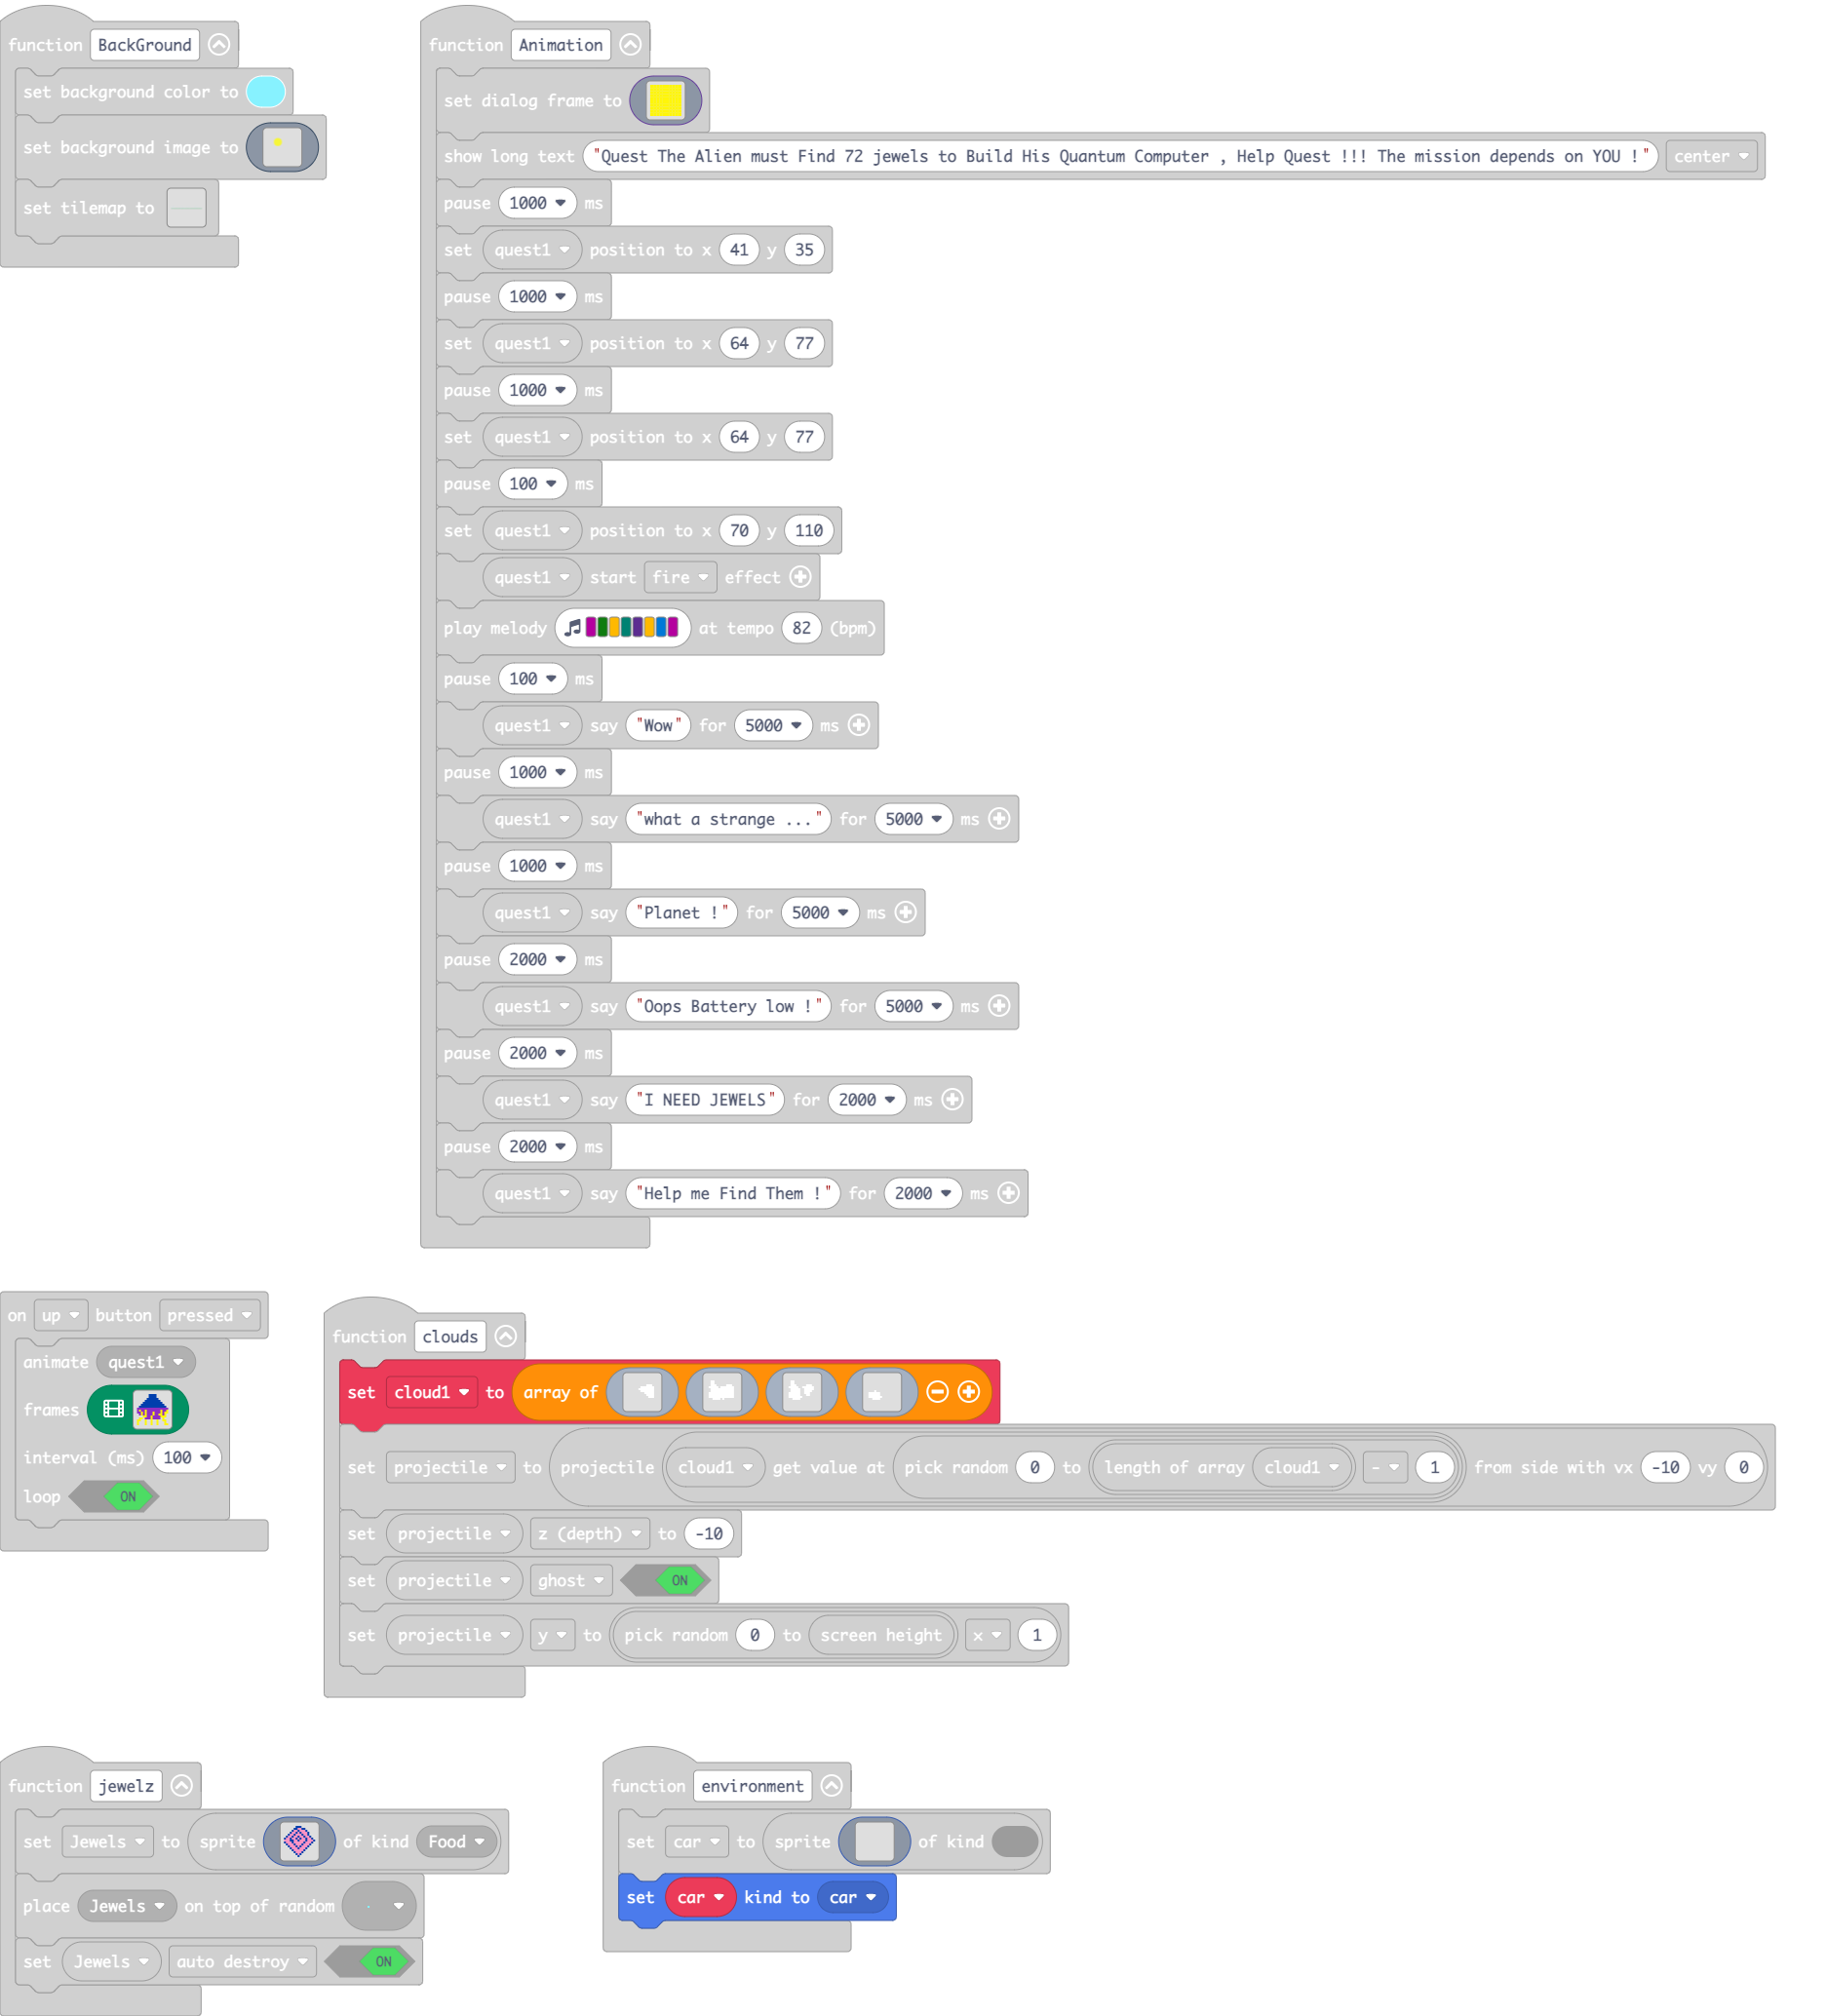 function BackGround
set background color to
set background image to
set tilemap to
function Animation
set dialog frame to
show long text "Quest The Alien must Find 72 jewels to Build His Quantum Computer , Help Quest !!! The mission depends on YOU !" center
pause 1000 ms
set quest1 position to x 41 y 35
pause 1000 ms
set quest1 position to x 64 y 77
pause 1000 ms
set quest1 position to x 64 y 77
pause 100 ms
set quest1 position to x 70 y 110
quest1 start fire effect
play melody at tempo 82 (bpm)
pause 100 ms
quest1 say "Wow" for 5000 ms
pause 1000 ms
quest1 say "what a strange ..." for 5000 ms
pause 1000 ms
quest1 say "Planet !" for 5000 ms
pause 2000 ms
quest1 say "Oops Battery low !" for 5000 ms
pause 2000 ms
quest1 say "I NEED JEWELS" for 2000 ms
pause 2000 ms
quest1 say "Help me Find Them !" for 2000 ms
on up button pressed
animate quest1
frames
interval (ms) 100
loop ON
function clouds
set cloud1 to array of
set projectile to projectile cloud1 get value at pick random 0 to length of array cloud1 - 1 from side with vx -10 vy 0
set projectile z (depth) to -10
set projectile ghost ON
set projectile y to pick random 0 to screen height × 1
function jewelz
set Jewels to sprite of kind Food
place Jewels on top of random
set Jewels auto destroy ON
function environment
set car to sprite of kind
set car kind to car